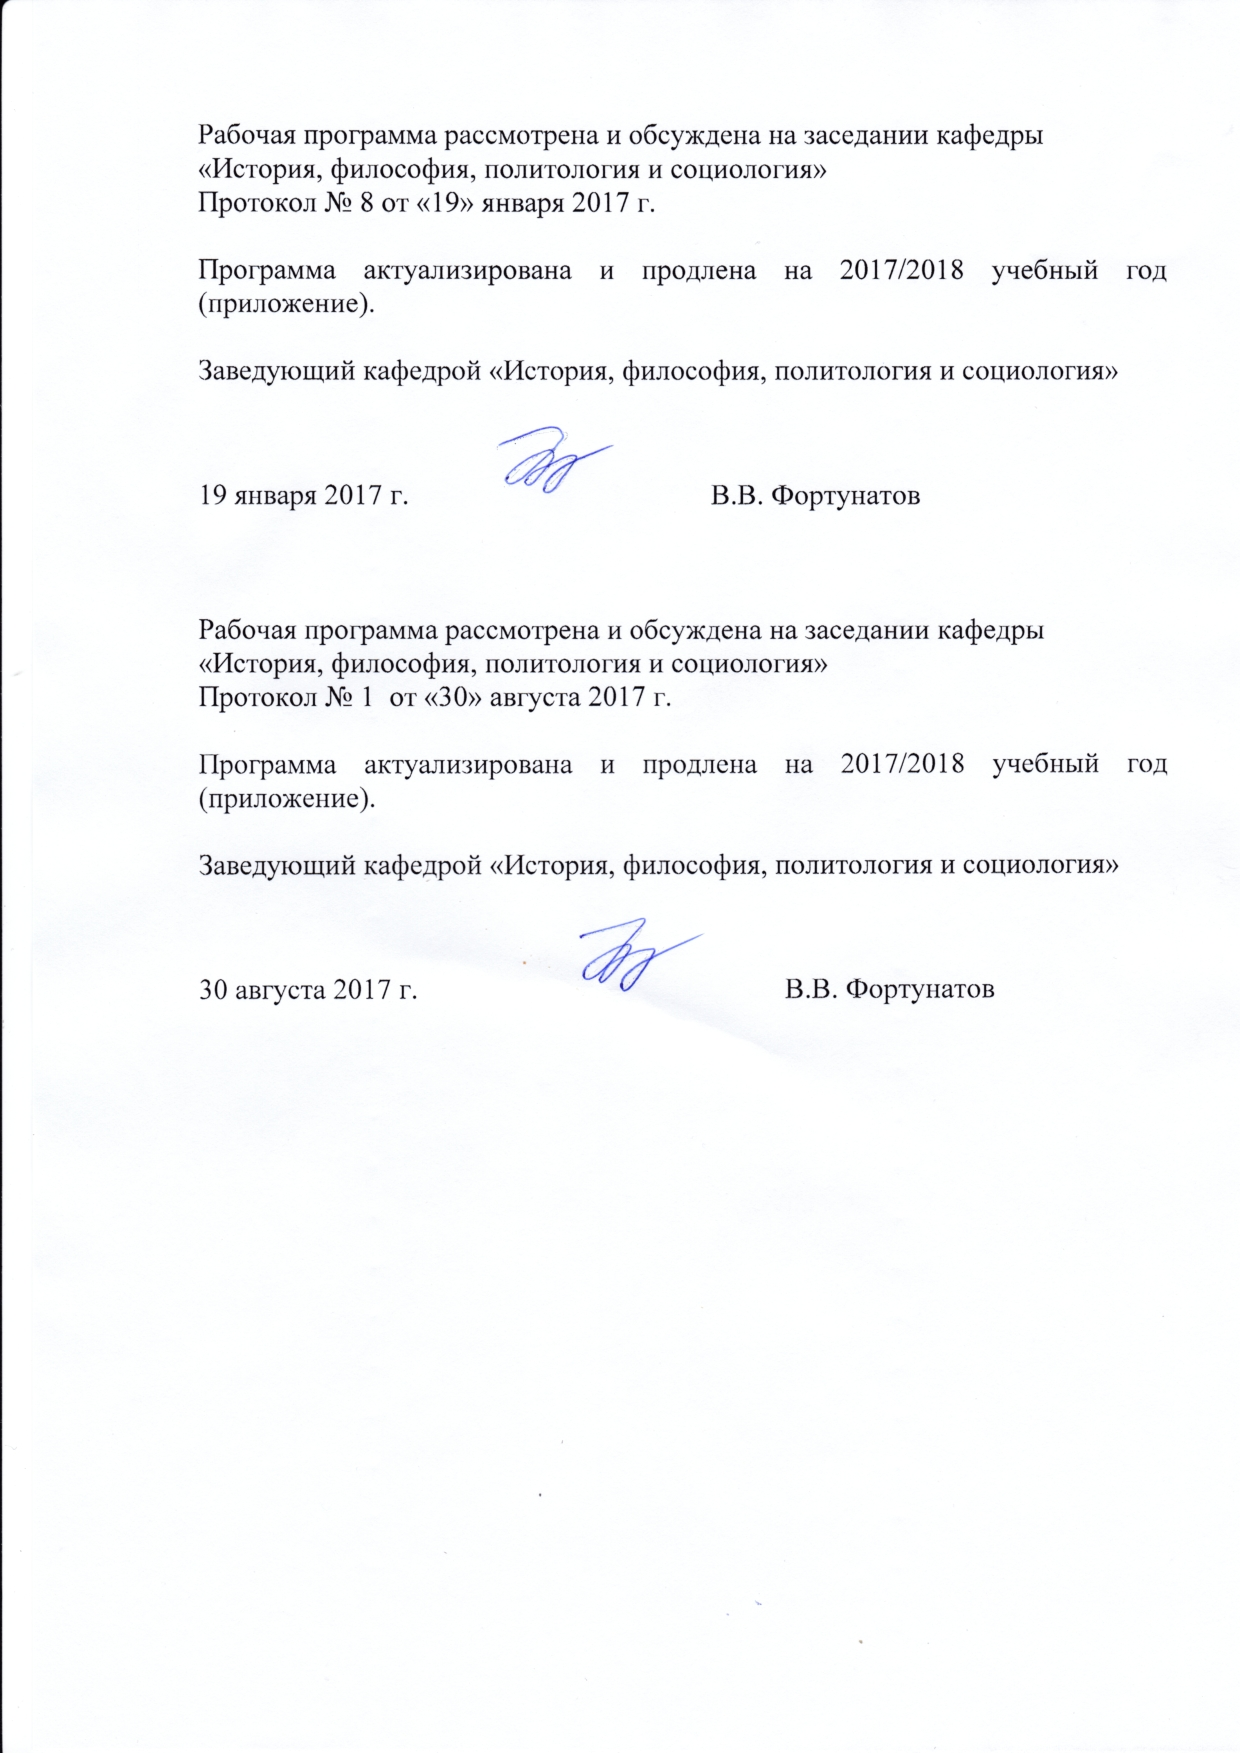 Рабочая программа рассмотрена и обсуждена на заседании кафедры
«История, философия, политология и социология»
Протокол № 8 от «19» января 2017 г.
Программа актуализирована и продлена на 2017/2018 учебный год
(приложение).
Заведующий кафедрой «История, философия, политология и социология»
19 января 2017 г. В.В. Фортунатов
Рабочая программа рассмотрена и обсуждена на заседании кафедры
«История, философия, политология и социология»
Протокол № 1 от «30» августа 2017 г.
Программа актуализирована и продлена на 2017/2018 учебный год
(приложение).
Заведующий кафедрой «История, философия, политология и социология»
30 августа 2017 г. В.В. Фортунатов